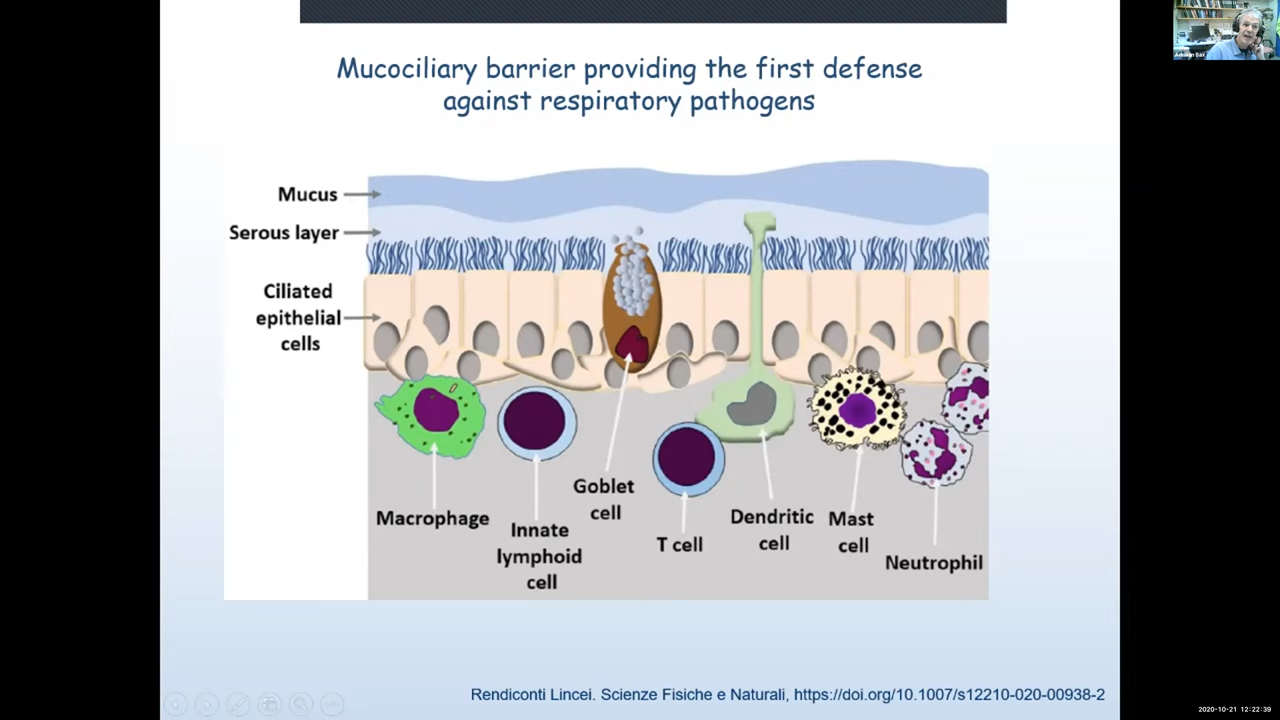 Mucociliary barrier providing the first defense
against respiratory pathogens
Mucus
Serous layer
Ciliated
epithelial
cells
Macrophage
Innate
lymphoid
cell
Goblet
cell
T cell
Dendritic
cell
Mast
cell
Neutrophil
Rendiconti Lincei. Scienze Fisiche e Naturali, https://doi.org/10.1007/s12210-020-00938-2
2020-10-21 12:22:39